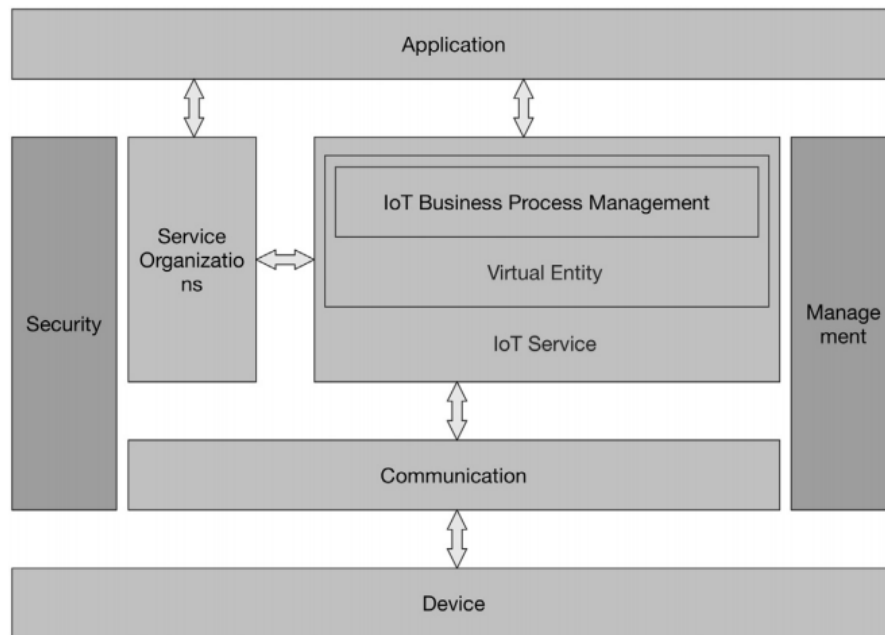 Application
IoT Business Process Management
Service
Organizatio
ns
Virtual Entity
Security
Manage
ment
IoT Service
Communication
Device